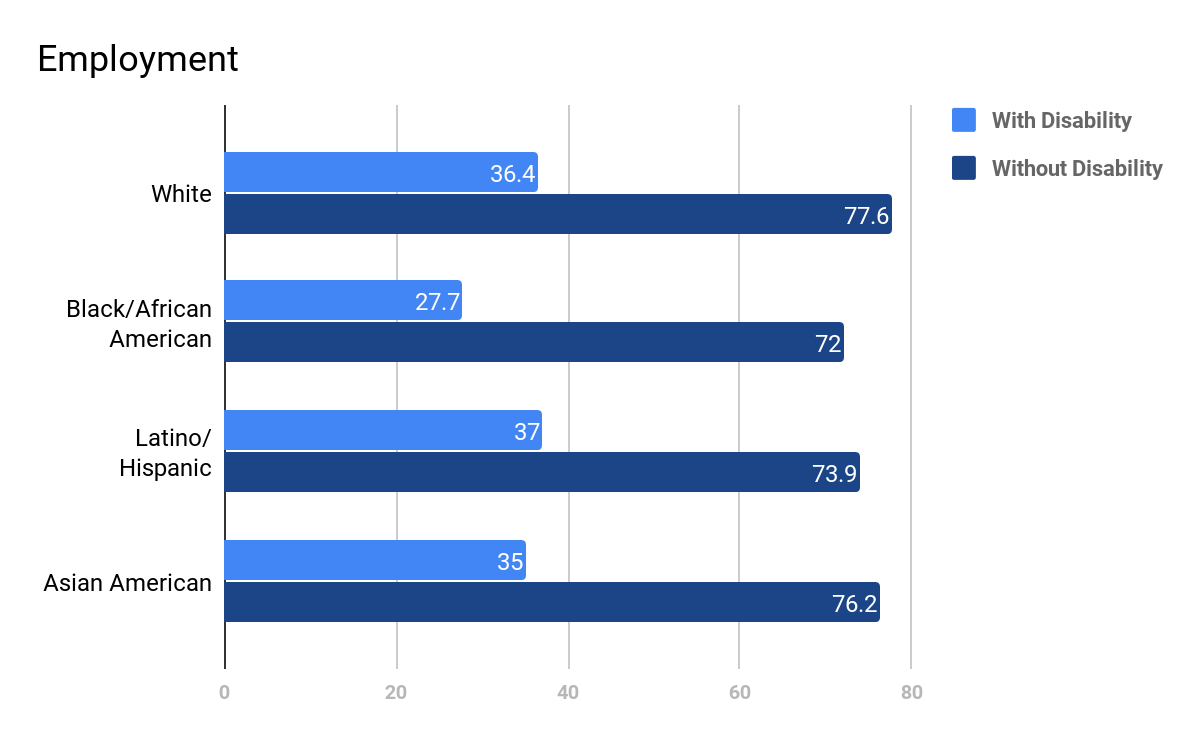 Employment
With Disability
Without Disability
White
36.4
77.6
Black/African
American
27.7
72
Latino/
Hispanic
37
73.9
Asian American
35
76.2
0 20 40 60 80